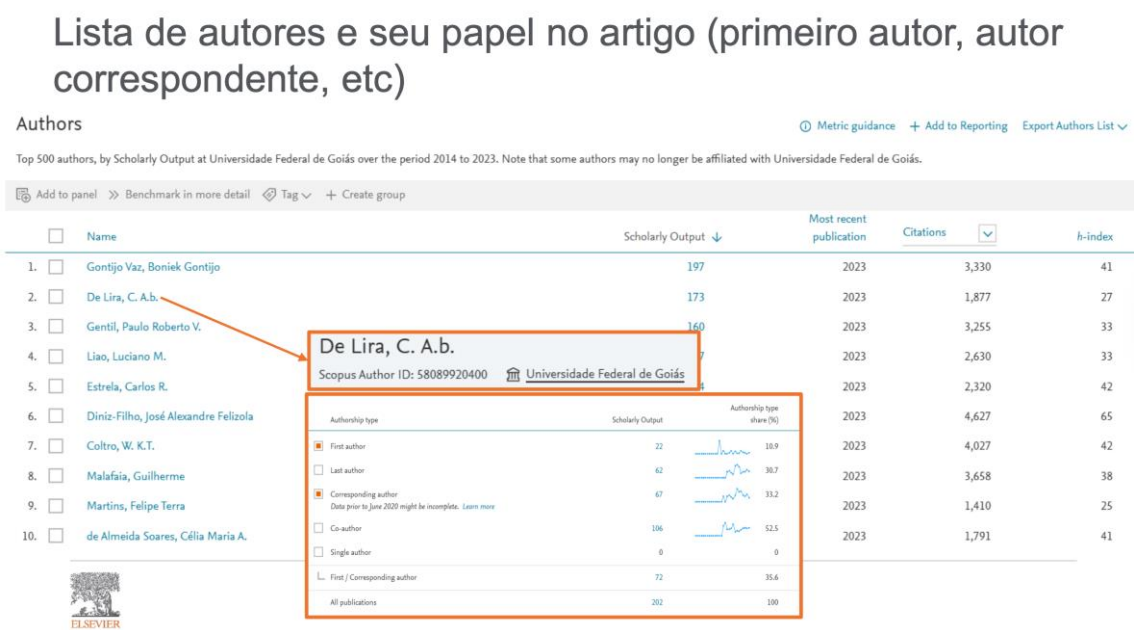 Lista de autores e seu papel no artigo (primeiro autor, autor
correspondente, etc)
Authors
Metric guidance + Add to Reporting Export Authors List
Top 500 authors, by Scholarly Output at Universidade Federal de Goiás over the period 2014 to 2023. Note that some authors may no longer be affiliated with Universidade Federal de Goiás.
Add to panel >> Benchmark in more detail Tag + Create group
Name Scholarly Output Most recent publication Citations h-index
1. Gontijo Vaz, Boniek Gontijo 197 2023 3,330 41
2. De Lira, C. A.b. 173 2023 1,877 27
3. Gentil, Paulo Roberto V. 160 2023 3,255 33
4. Liao, Luciano M. 2023 2,630 33
5. Estrela, Carlos R. 2023 2,320 42
6. Diniz-Filho, José Alexandre Felizola 2023 4,627 65
7. Coltro, W. K.T. 2023 4,027 42
8. Malafaia, Guilherme 2023 3,658 38
9. Martins, Felipe Terra 2023 1,410 25
10. de Almeida Soares, Célia Maria A. 2023 1,791 41
De Lira, C. A.b.
Scopus Author ID: 58089920400 Universidade Federal de Goiás
Authorship type Scholarly Output Authorship type share (%)
First author 22 10.9
Last author 62 30.7
Corresponding author 67 33.2
Data prior to June 2020 might be incomplete. Learn more
Co-author 106 52.5
Single author 0 0
First / Corresponding author 72 35.6
All publications 202 100
ELSEVIER